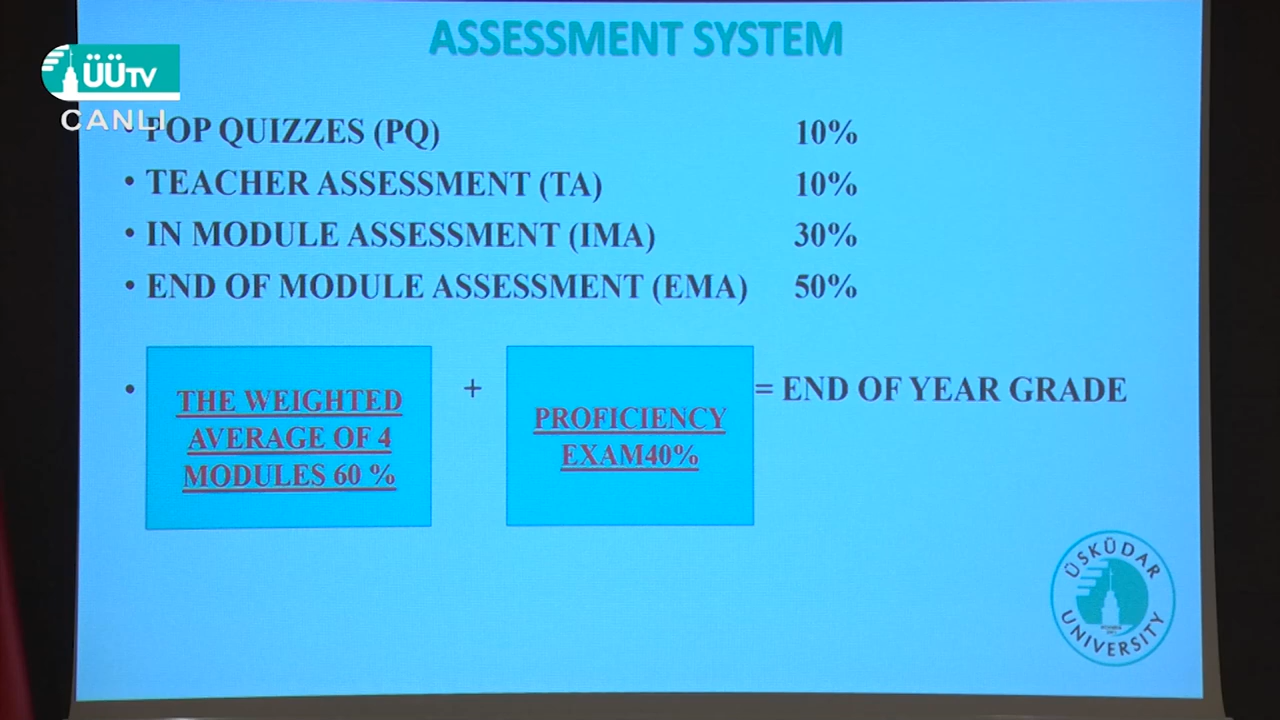 ASSESSMENT SYSTEM
ÜÜTV
CANLI
• POP QUIZZES (PQ) 10%
• TEACHER ASSESSMENT (TA) 10%
• IN MODULE ASSESSMENT (IMA) 30%
• END OF MODULE ASSESSMENT (EMA) 50%
• THE WEIGHTED
AVERAGE OF 4
MODULES 60 %
+
PROFICIENCY
EXAM40%
= END OF YEAR GRADE
ÜSKÜDAR
UNIVERSITY